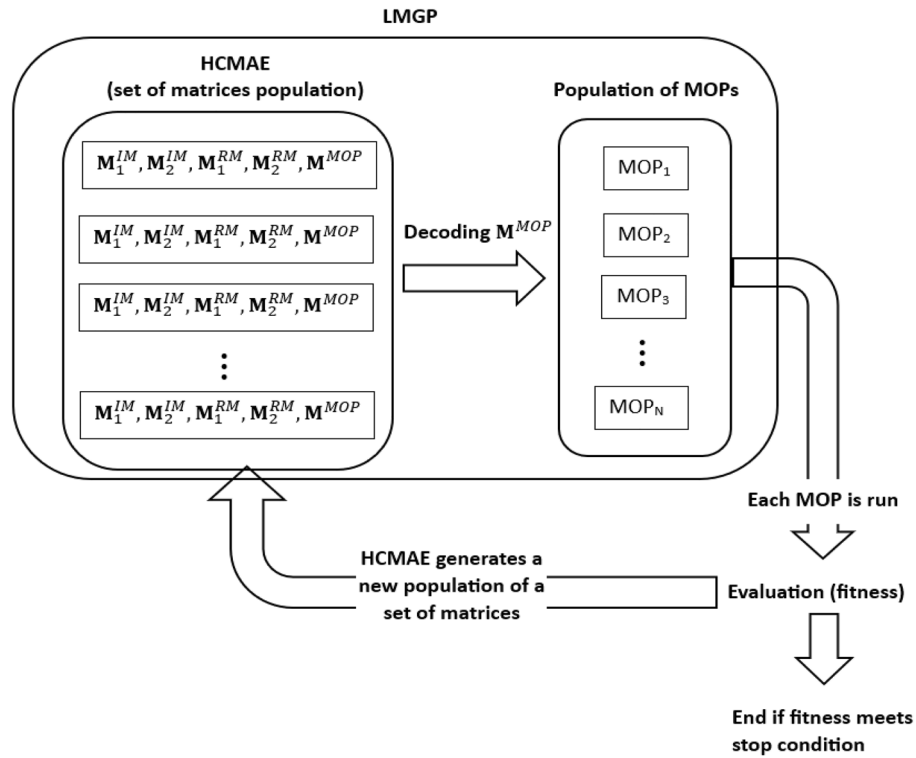 LMGP
HCMAE
(set of matrices population)
𝐌₁^{IM}, 𝐌₂^{IM}, 𝐌₁^{RM}, 𝐌₂^{RM}, 𝐌^{MOP}
𝐌₁^{IM}, 𝐌₂^{IM}, 𝐌₁^{RM}, 𝐌₂^{RM}, 𝐌^{MOP}
𝐌₁^{IM}, 𝐌₂^{IM}, 𝐌₁^{RM}, 𝐌₂^{RM}, 𝐌^{MOP}
⋮
𝐌₁^{IM}, 𝐌₂^{IM}, 𝐌₁^{RM}, 𝐌₂^{RM}, 𝐌^{MOP}
Decoding 𝐌^{MOP}
Population of MOPs
MOP₁
MOP₂
MOP₃
⋮
MOP_N
Each MOP is run
Evaluation (fitness)
HCMAE generates a
new population of a
set of matrices
End if fitness meets
stop condition